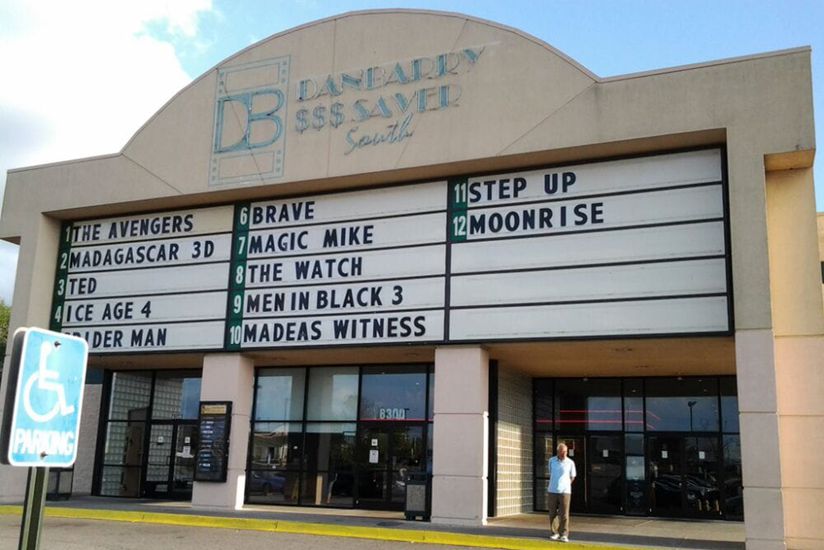 DB
DANBARRY
$$$ SAVER
South
1 THE AVENGERS
2 MADAGASCAR 3D
3 TED
4 ICE AGE 4
SPIDER MAN
6 BRAVE
7 MAGIC MIKE
8 THE WATCH
9 MEN IN BLACK 3
10 MADEAS WITNESS
11 STEP UP
12 MOONRISE
8300
PARKING